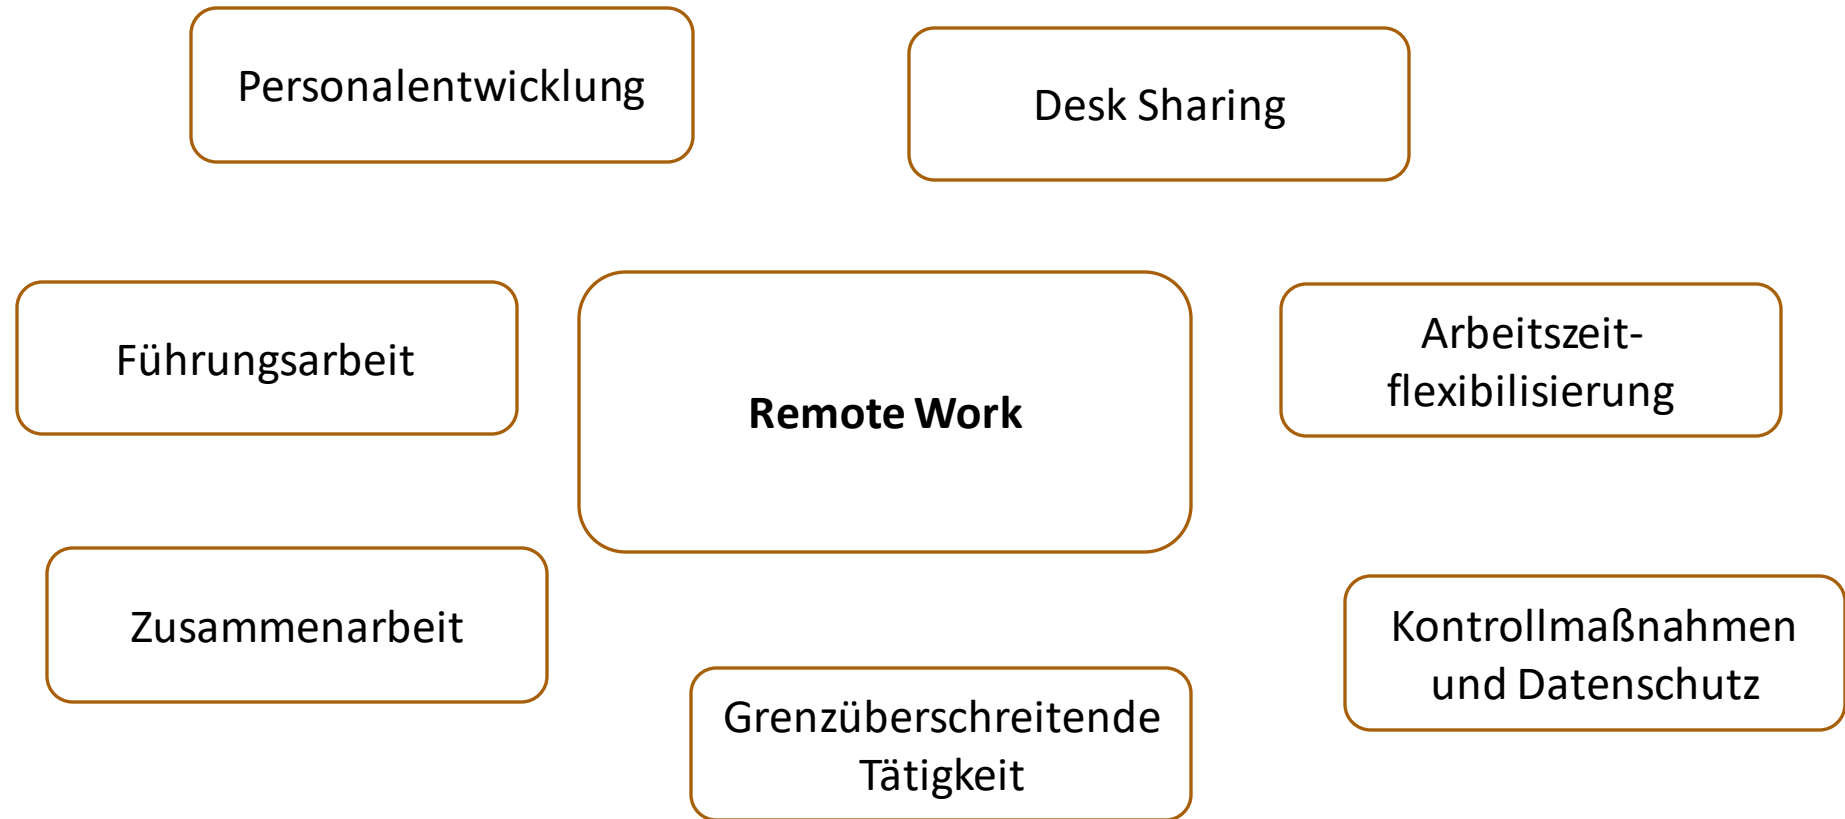 Personalentwicklung
Desk Sharing
Führungsarbeit
Remote Work
Arbeitszeit-
flexibilisierung
Zusammenarbeit
Kontrollmaßnahmen
und Datenschutz
Grenzüberschreitende
Tätigkeit